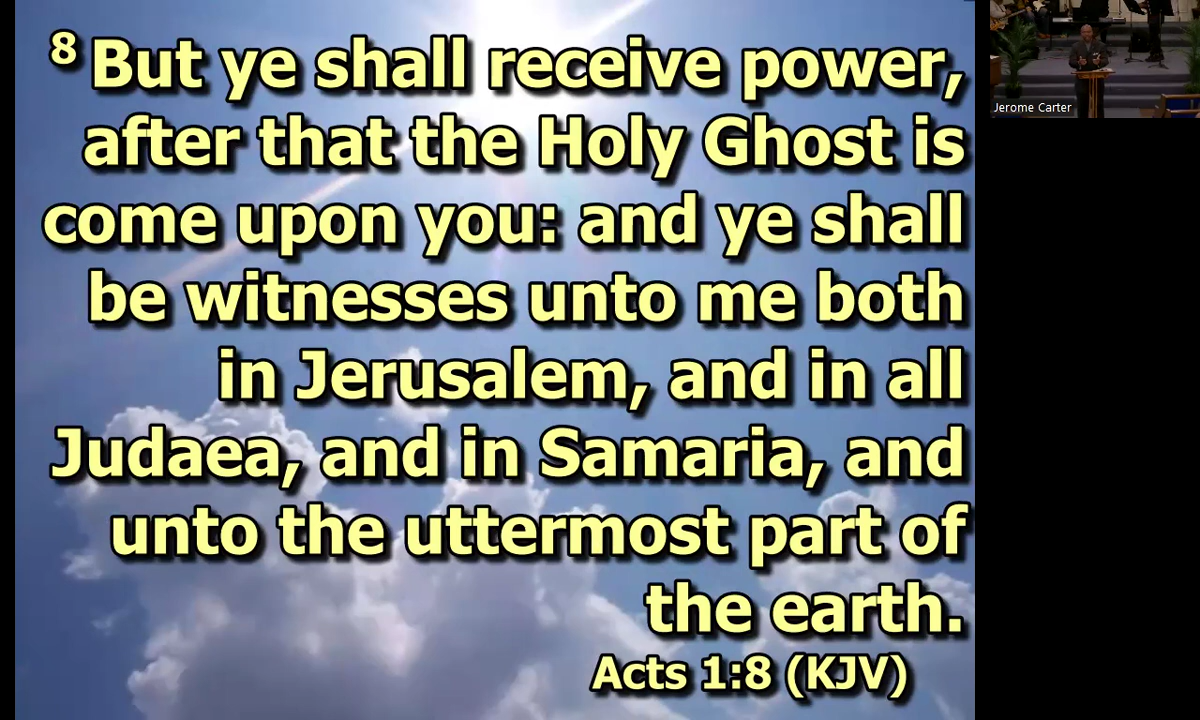 8 But ye shall receive power,
after that the Holy Ghost is
come upon you: and ye shall
be witnesses unto me both
in Jerusalem, and in all
Judaea, and in Samaria, and
unto the uttermost part of
the earth.
Acts 1:8 (KJV)
Jerome Carter